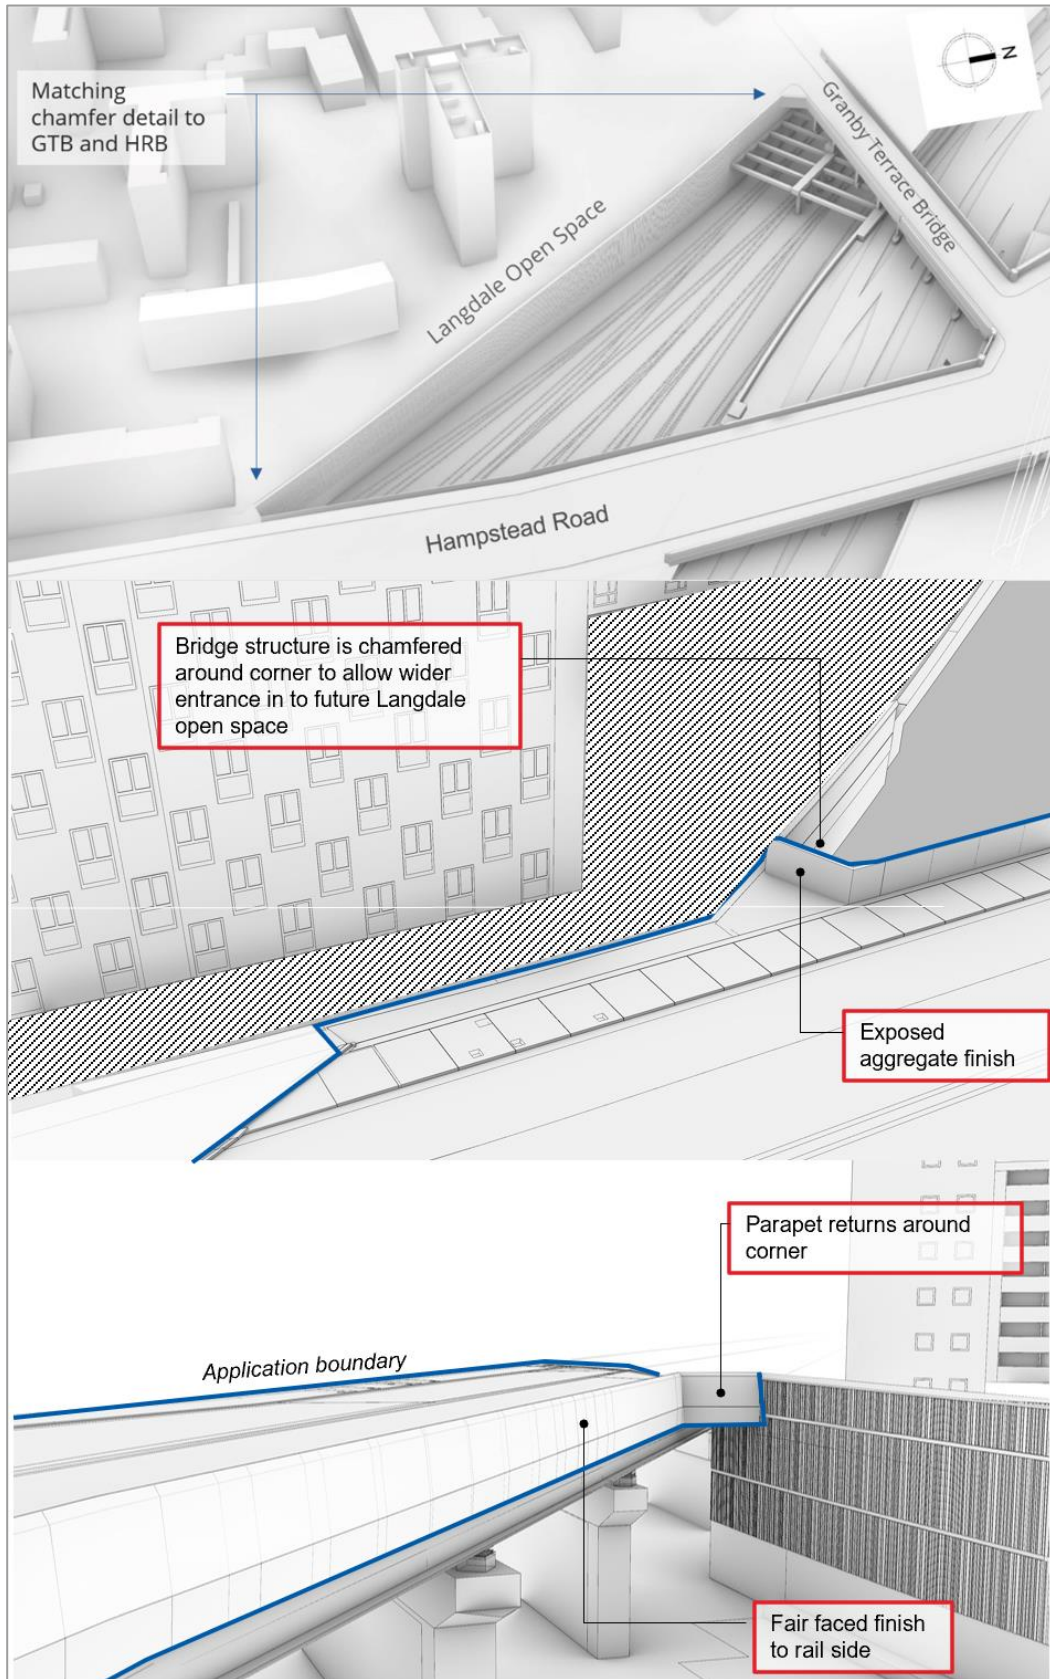 Matching
chamfer detail to
GTB and HRB
N
Granby Terrace Bridge
Langdale Open Space
Hampstead Road
Bridge structure is chamfered
around corner to allow wider
entrance in to future Langdale
open space
Exposed
aggregate finish
Parapet returns around
corner
Application boundary
Fair faced finish
to rail side